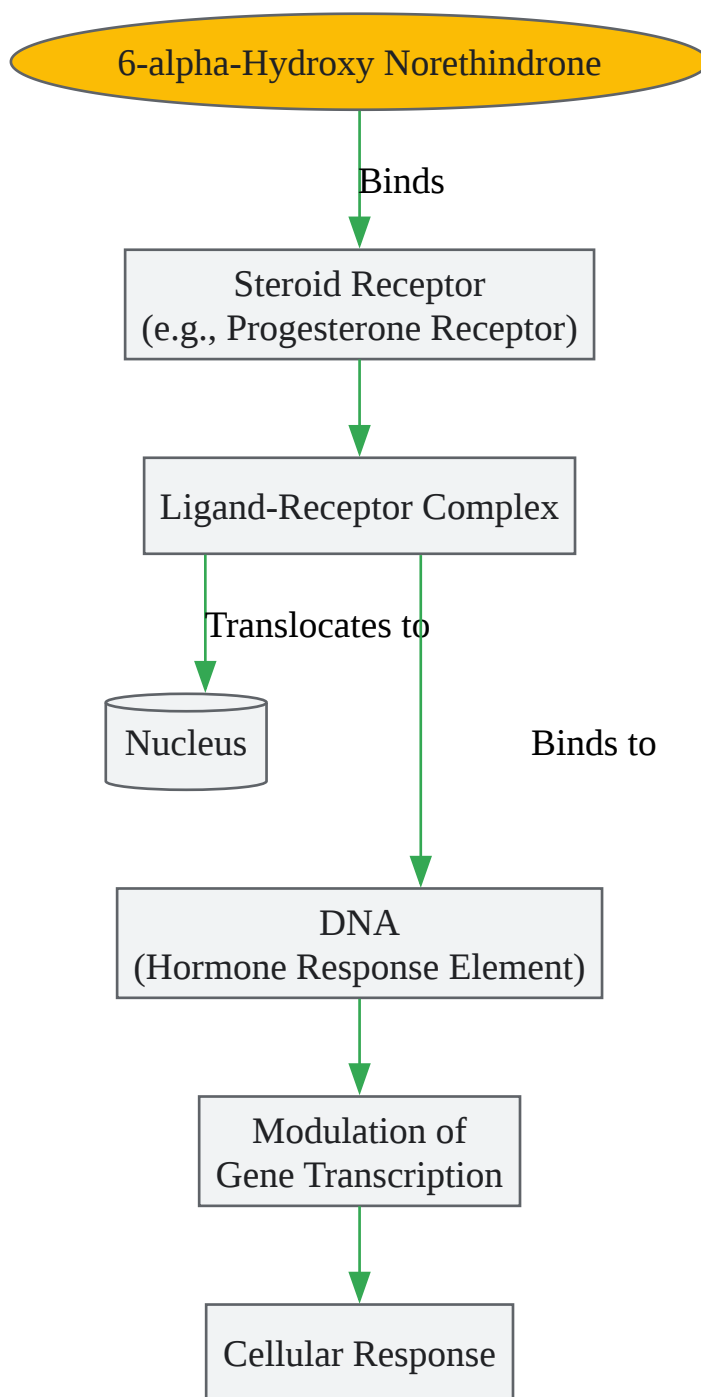 6-alpha-Hydroxy Norethindrone
Binds
Steroid Receptor
(e.g., Progesterone Receptor)
Ligand-Receptor Complex
Translocates to
Nucleus
Binds to
DNA
(Hormone Response Element)
Modulation of
Gene Transcription
Cellular Response